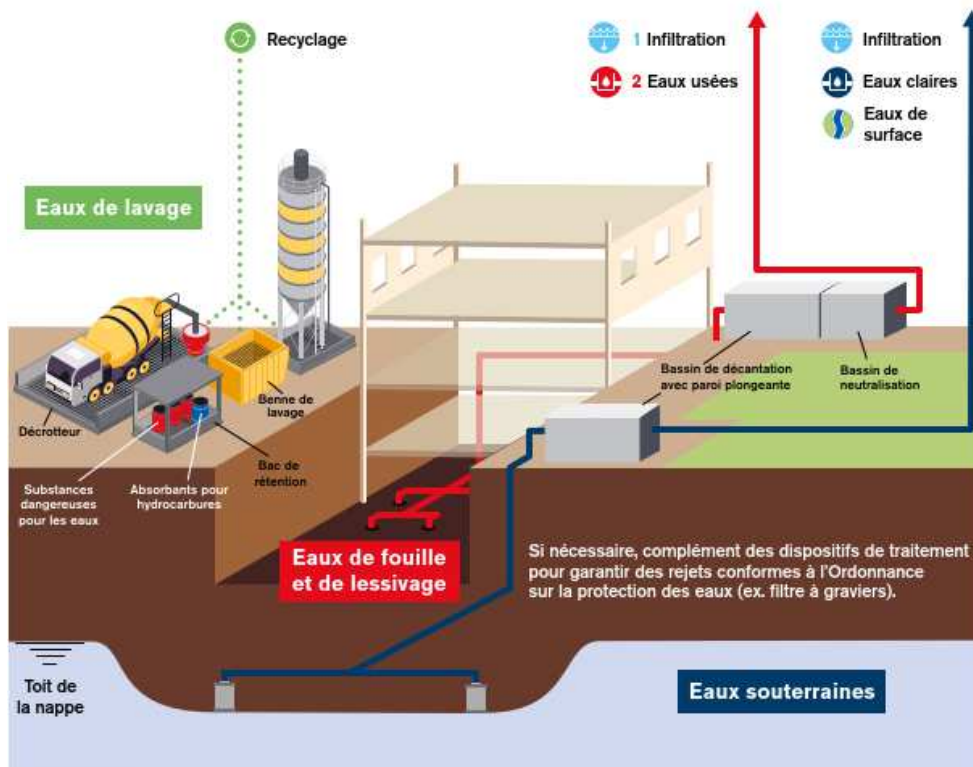 Recyclage
1 Infiltration
2 Eaux usées
Infiltration
Eaux claires
Eaux de
surface
Eaux de lavage
Décrotteur
Benne de
lavage
Bac de
rétention
Substances
dangereuses
pour les eaux
Absorbants pour
hydrocarbures
Bassin de décantation
avec paroi plongeante
Bassin de
neutralisation
Eaux de fouille
et de lessivage
Si nécessaire, complément des dispositifs de traitement
pour garantir des rejets conformes à l'Ordonnance
sur la protection des eaux (ex. filtre à graviers).
Toit de
la nappe
Eaux souterraines